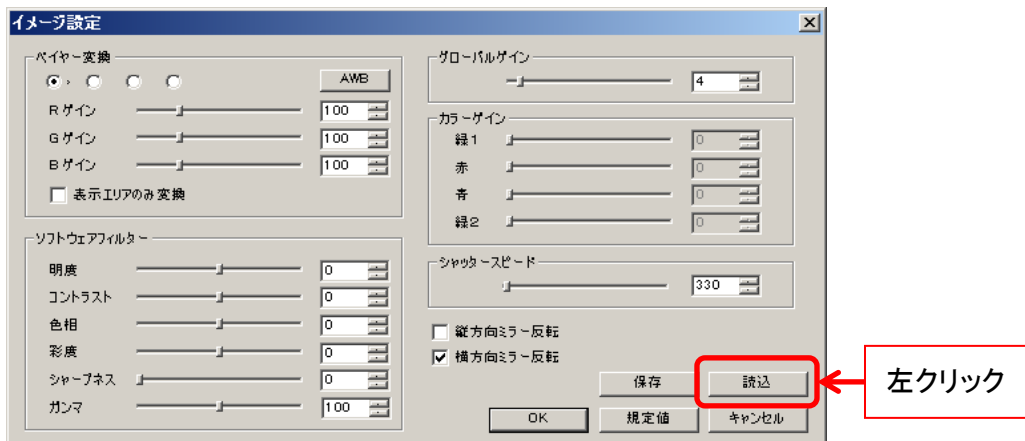 イメージ設定
ベイヤー変換
AWB
Rゲイン 100
Gゲイン 100
Bゲイン 100
表示エリアのみ変換
ソフトウェアフィルター
明度 0
コントラスト 0
色相 0
彩度 0
シャープネス 0
ガンマ 100
グローバルゲイン
4
カラーゲイン
緑1 0
赤 0
青 0
緑2 0
シャッタースピード
330
縦方向ミラー反転
横方向ミラー反転
保存 読込
OK 規定値 キャンセル
左クリック